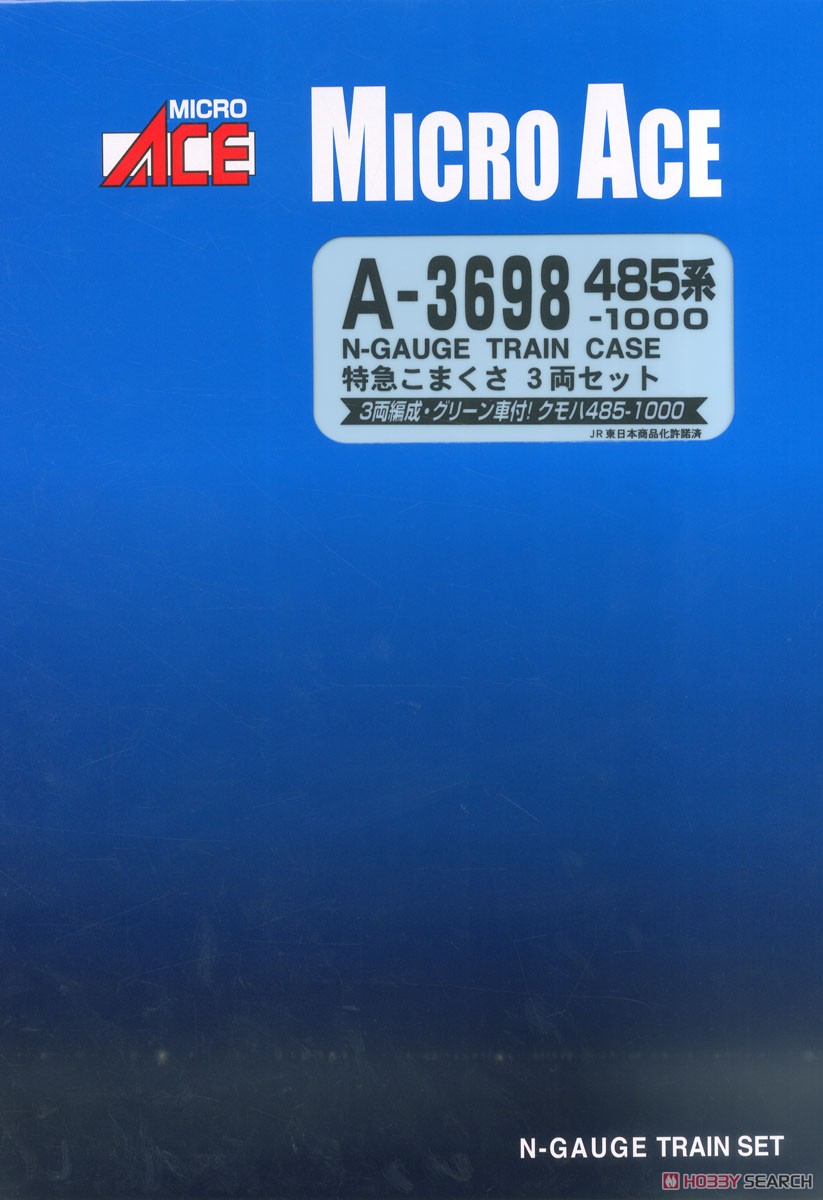 MICRO
ACE
MICRO ACE
A-3698 485系
-1000
N-GAUGE TRAIN CASE
特急こまくさ 3両セット
3両編成・グリーン車付! クモハ485-1000
JR東日本商品化許諾済
N-GAUGE TRAIN SET
HOBBY SEARCH